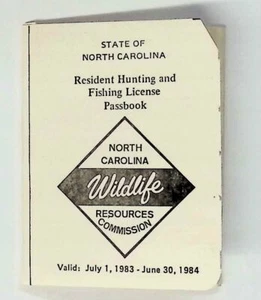 STATE OF
NORTH CAROLINA
Resident Hunting and
Fishing License
Passbook
NORTH
CAROLINA
Wildlife
RESOURCES
COMMISSION
Valid: July 1, 1983 - June 30, 1984